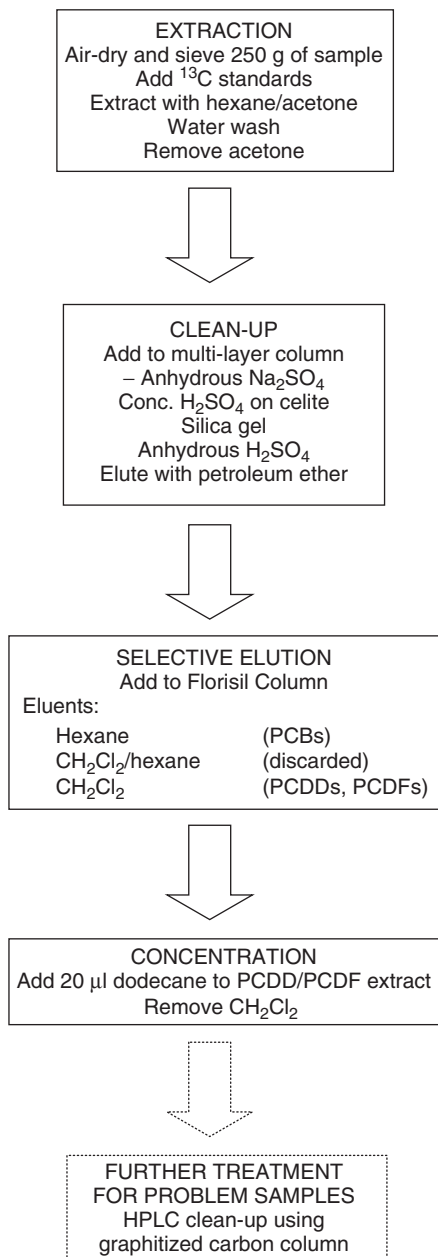 EXTRACTION
Air-dry and sieve 250 g of sample
Add ¹³C standards
Extract with hexane/acetone
Water wash
Remove acetone
CLEAN-UP
Add to multi-layer column
– Anhydrous Na₂SO₄
Conc. H₂SO₄ on celite
Silica gel
Anhydrous H₂SO₄
Elute with petroleum ether
SELECTIVE ELUTION
Add to Florisil Column
Eluents:
Hexane (PCBs)
CH₂Cl₂/hexane (discarded)
CH₂Cl₂ (PCDDs, PCDFs)
CONCENTRATION
Add 20 µl dodecane to PCDD/PCDF extract
Remove CH₂Cl₂
FURTHER TREATMENT
FOR PROBLEM SAMPLES
HPLC clean-up using
graphitized carbon column